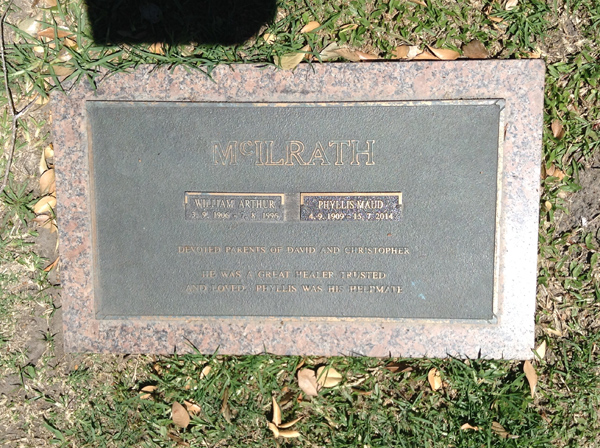 McILRATH
WILLIAM ARTHUR
PHYLLIS MAUD
4. 9. 1909 – 15. 7. 2014
DEVOTED PARENTS OF DAVID AND CHRISTOPHER
HE WAS A GREAT HEALER TRUSTED
AND LOVED. PHYLLIS WAS HIS HELPMATE